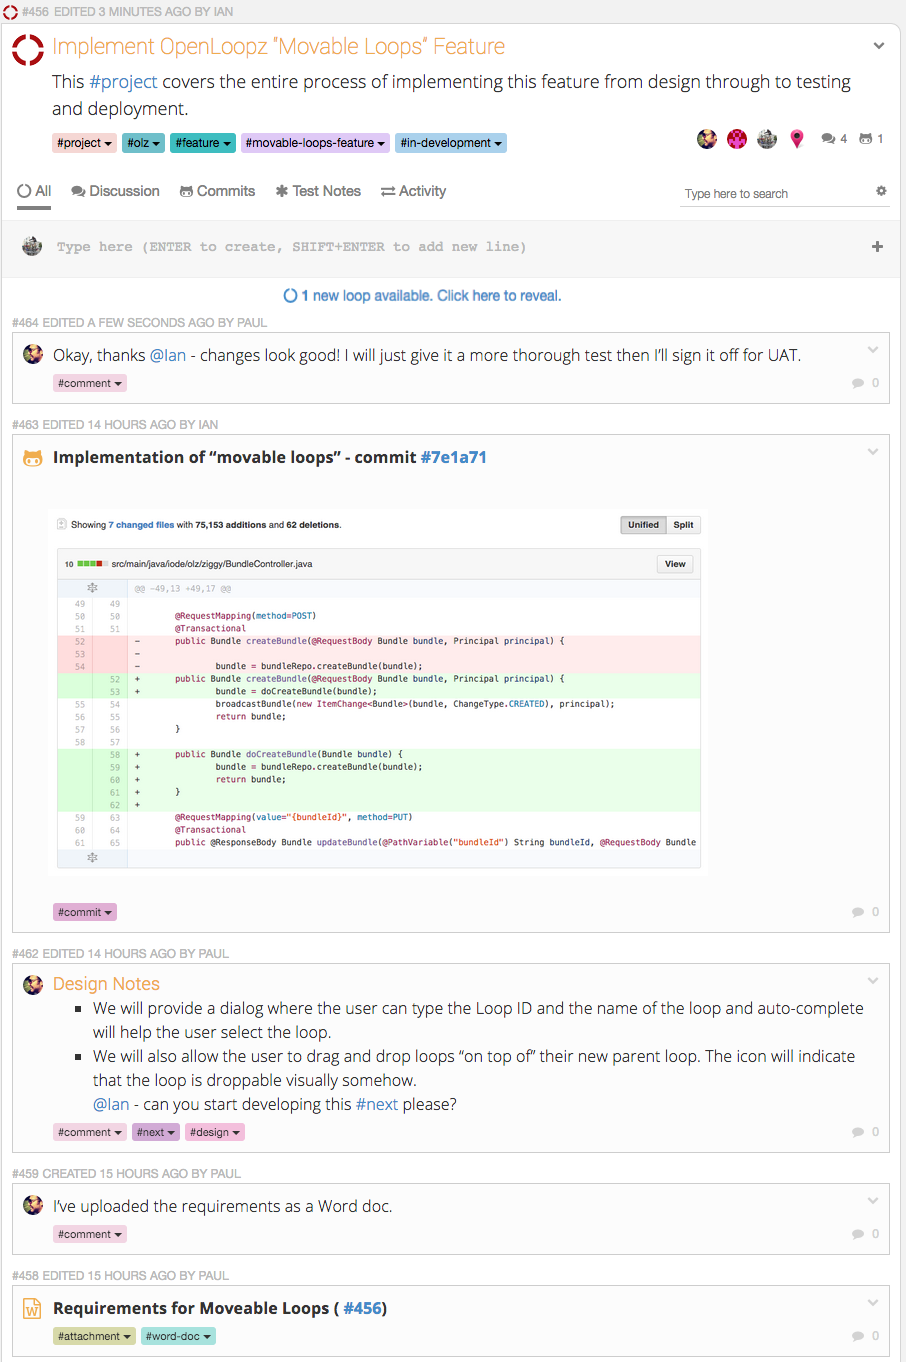 #456 EDITED 3 MINUTES AGO BY IAN
Implement OpenLoopz "Movable Loops" Feature
This #project covers the entire process of implementing this feature from design through to testing
and deployment.
#project #olz #feature #movable-loops-feature #in-development 4 1
All Discussion Commits Test Notes Activity Type here to search
Type here (ENTER to create, SHIFT+ENTER to add new line) +
1 new loop available. Click here to reveal.
#464 EDITED A FEW SECONDS AGO BY PAUL
Okay, thanks @Ian - changes look good! I will just give it a more thorough test then I'll sign it off for UAT.
#comment 0
#463 EDITED 14 HOURS AGO BY IAN
Implementation of “movable loops” - commit #7e1a71
Showing 7 changed files with 75,153 additions and 62 deletions. Unified Split
10 src/main/java/iode/olz/ziggy/BundleController.java View
@@ -49,13 +49,17 @@
49 49
50 50 @RequestMapping(method=POST)
51 51 @Transactional
52 - public Bundle createBundle(@RequestBody Bundle bundle, Principal principal) {
53 -
54 - bundle = bundleRepo.createBundle(bundle);
52 + public Bundle createBundle(@RequestBody Bundle bundle, Principal principal) {
53 + bundle = doCreateBundle(bundle);
55 54 broadcastBundle(new ItemChange<Bundle>(bundle, ChangeType.CREATED), principal);
56 55 return bundle;
57 56 }
58 57
58 + public Bundle doCreateBundle(Bundle bundle) {
59 + bundle = bundleRepo.createBundle(bundle);
60 + return bundle;
61 + }
62 +
59 63 @RequestMapping(value="{bundleId}", method=PUT)
60 64 @Transactional
61 65 public @ResponseBody Bundle updateBundle(@PathVariable("bundleId") String bundleId, @RequestBody Bundle
#commit 0
#462 EDITED 14 HOURS AGO BY PAUL
Design Notes
We will provide a dialog where the user can type the Loop ID and the name of the loop and auto-complete
will help the user select the loop.
We will also allow the user to drag and drop loops “on top of” their new parent loop. The icon will indicate
that the loop is droppable visually somehow.
@Ian - can you start developing this #next please?
#comment #next #design 0
#459 CREATED 15 HOURS AGO BY PAUL
I've uploaded the requirements as a Word doc.
#comment 0
#458 EDITED 15 HOURS AGO BY PAUL
W Requirements for Moveable Loops ( #456)
#attachment #word-doc 0